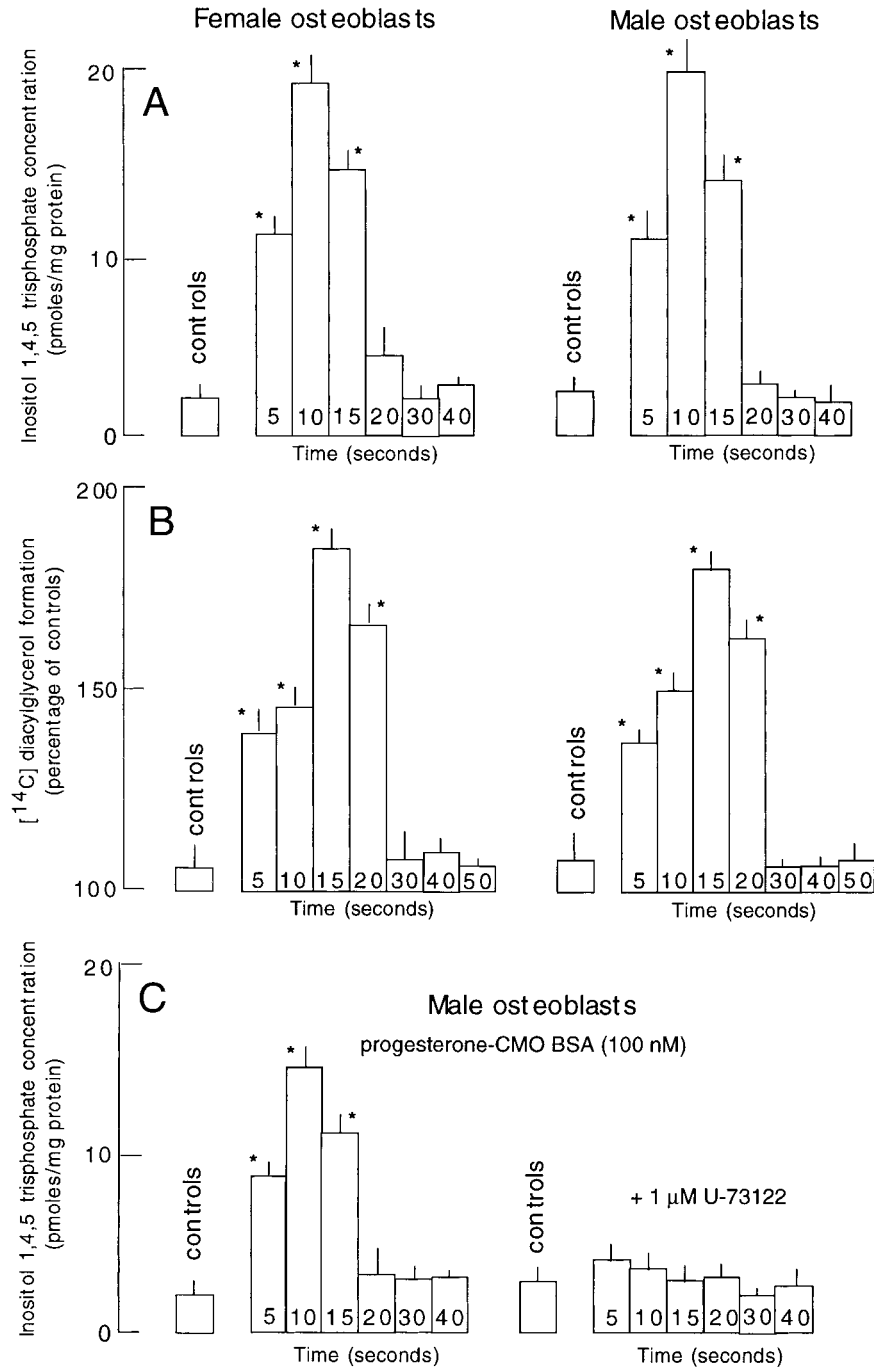 Female osteoblasts
Male osteoblasts
A
Inositol 1,4,5 trisphosphate concentration
(pmoles/mg protein)
20
10
0
controls
5 10 15 20 30 40
Time (seconds)
controls
5 10 15 20 30 40
Time (seconds)
* * *
* * *
B
[14C] diacylglycerol formation
(percentage of controls)
200
150
100
controls
5 10 15 20 30 40 50
Time (seconds)
controls
5 10 15 20 30 40 50
Time (seconds)
* * * *
* * * *
C
Male osteoblasts
progesterone-CMO BSA (100 nM)
Inositol 1,4,5 trisphosphate concentration
(pmoles/mg protein)
20
10
0
controls
5 10 15 20 30 40
Time (seconds)
* * *
controls
+ 1 µM U-73122
5 10 15 20 30 40
Time (seconds)